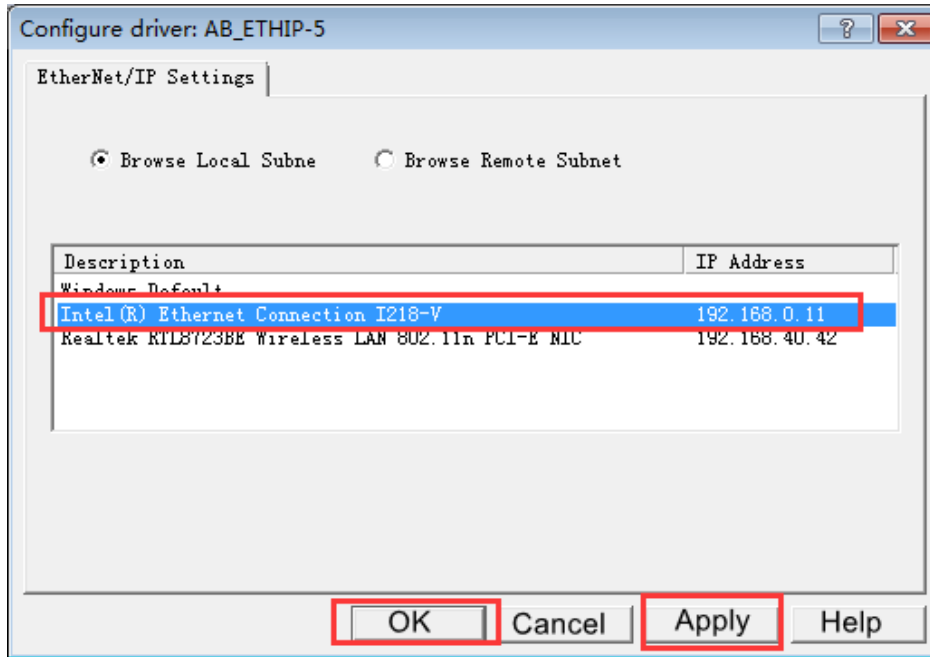 Configure driver: AB_ETHIP-5
EtherNet/IP Settings
Browse Local Subne Browse Remote Subnet
Description IP Address
Windows Default
Intel(R) Ethernet Connection I218-V 192.168.0.11
Realtek RTL8723BE Wireless LAN 802.11n PCI-E NIC 192.168.40.42
OK Cancel Apply Help